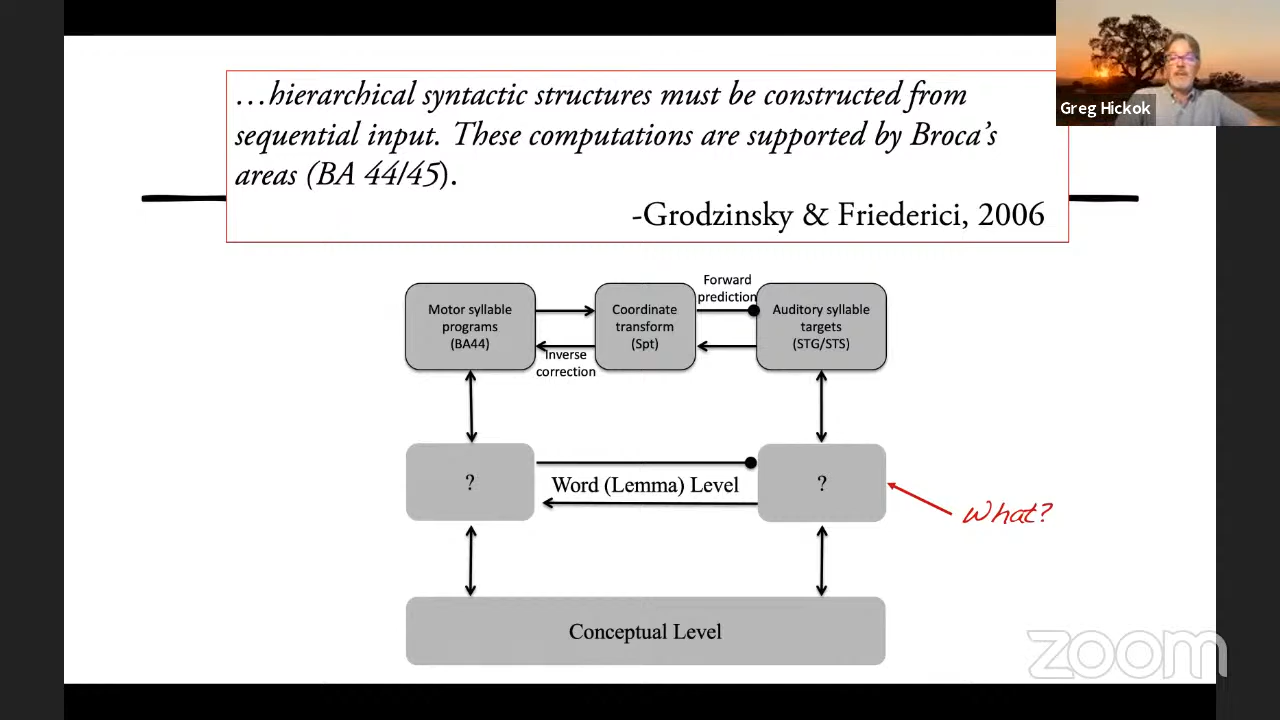 …hierarchical syntactic structures must be constructed from
sequential input. These computations are supported by Broca's
areas (BA 44/45).
-Grodzinsky & Friederici, 2006
Greg Hickok
Forward
prediction
Motor syllable
programs
(BA44)
Coordinate
transform
(Spt)
Auditory syllable
targets
(STG/STS)
Inverse
correction
?
Word (Lemma) Level
?
What?
Conceptual Level
zoom